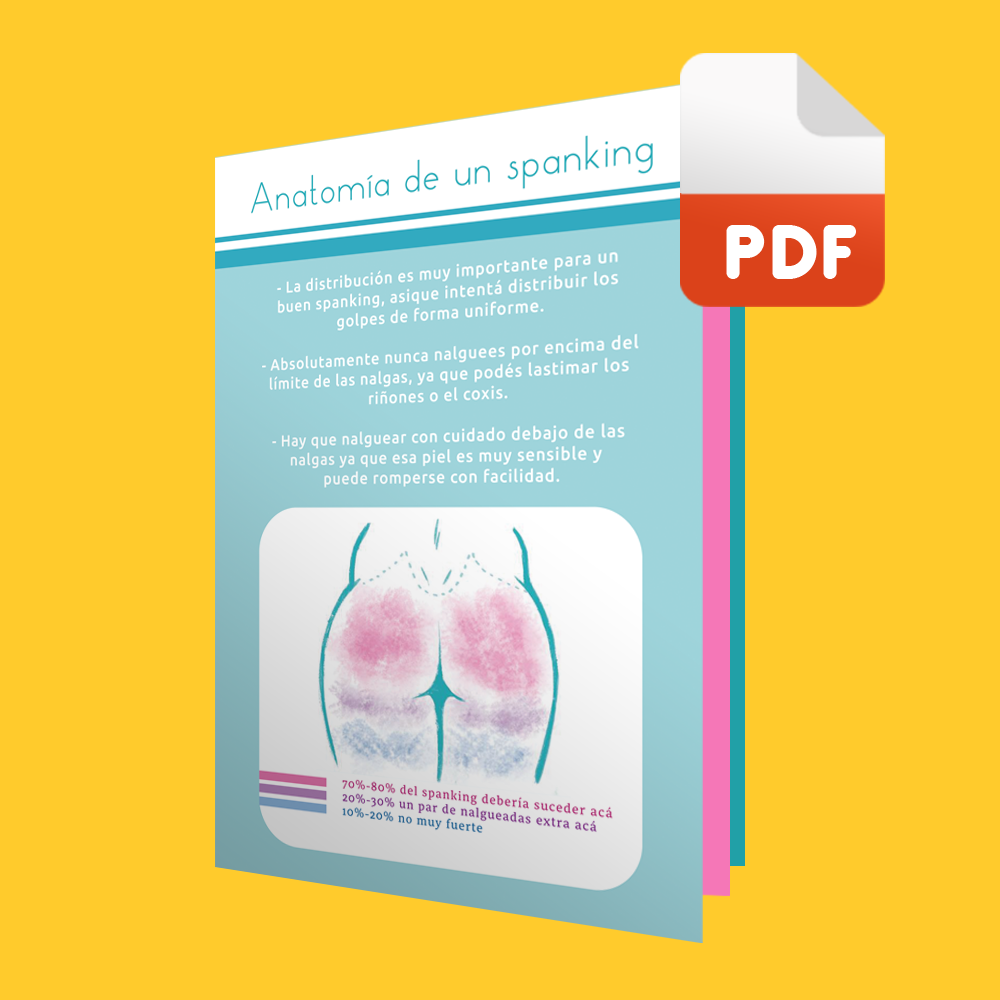 Anatomía de un spanking
PDF
- La distribución es muy importante para un
buen spanking, asique intentá distribuir los
golpes de forma uniforme.
- Absolutamente nunca nalguees por encima del
límite de las nalgas, ya que podés lastimar los
riñones o el coxis.
- Hay que nalguear con cuidado debajo de las
nalgas ya que esa piel es muy sensible y
puede romperse con facilidad.
70%-80% del spanking debería suceder acá
20%-30% un par de nalgueadas extra acá
10%-20% no muy fuerte